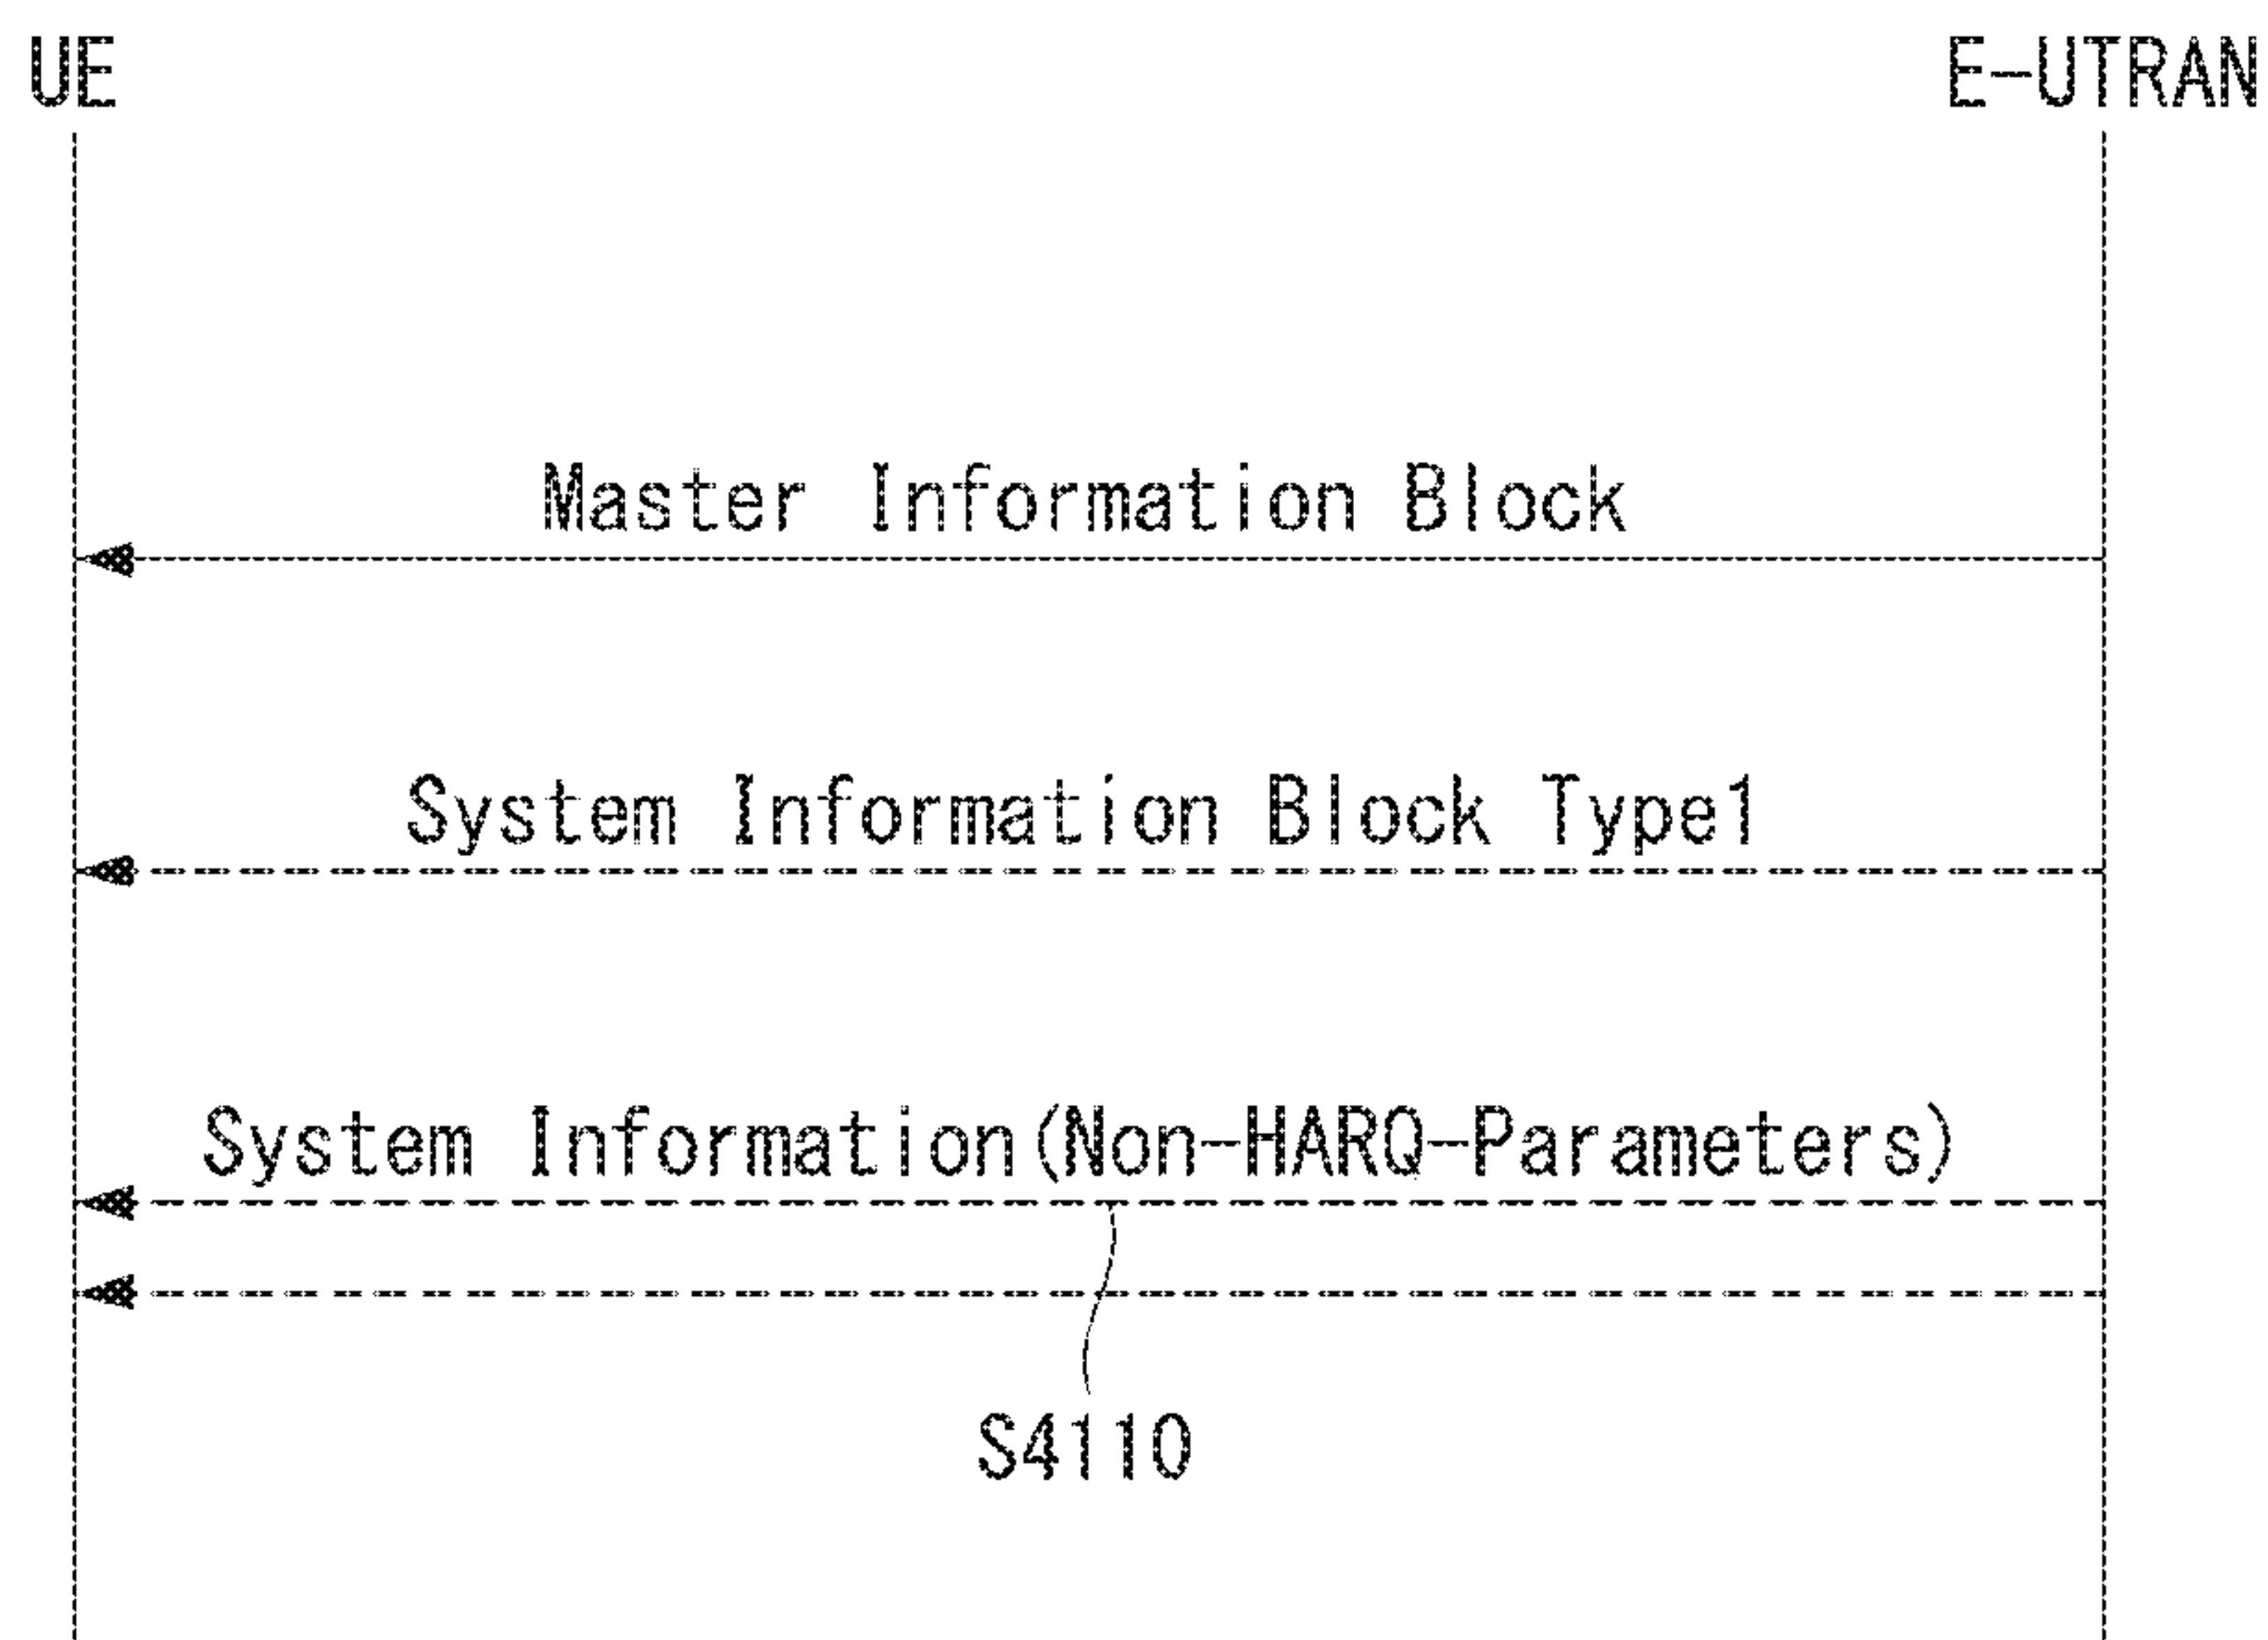 UE
E-UTRAN
Master Information Block
System Information Block Type1
System Information(Non-HARQ-Parameters)
S4110